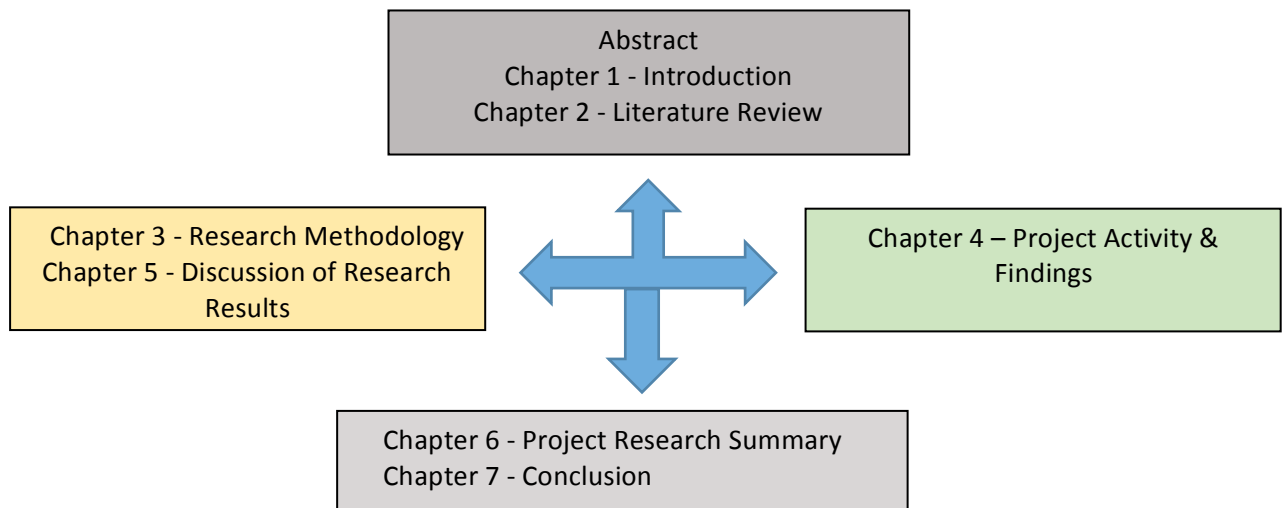 Abstract
Chapter 1 - Introduction
Chapter 2 - Literature Review
Chapter 3 - Research Methodology
Chapter 5 - Discussion of Research
Results
Chapter 4 – Project Activity &
Findings
Chapter 6 - Project Research Summary
Chapter 7 - Conclusion